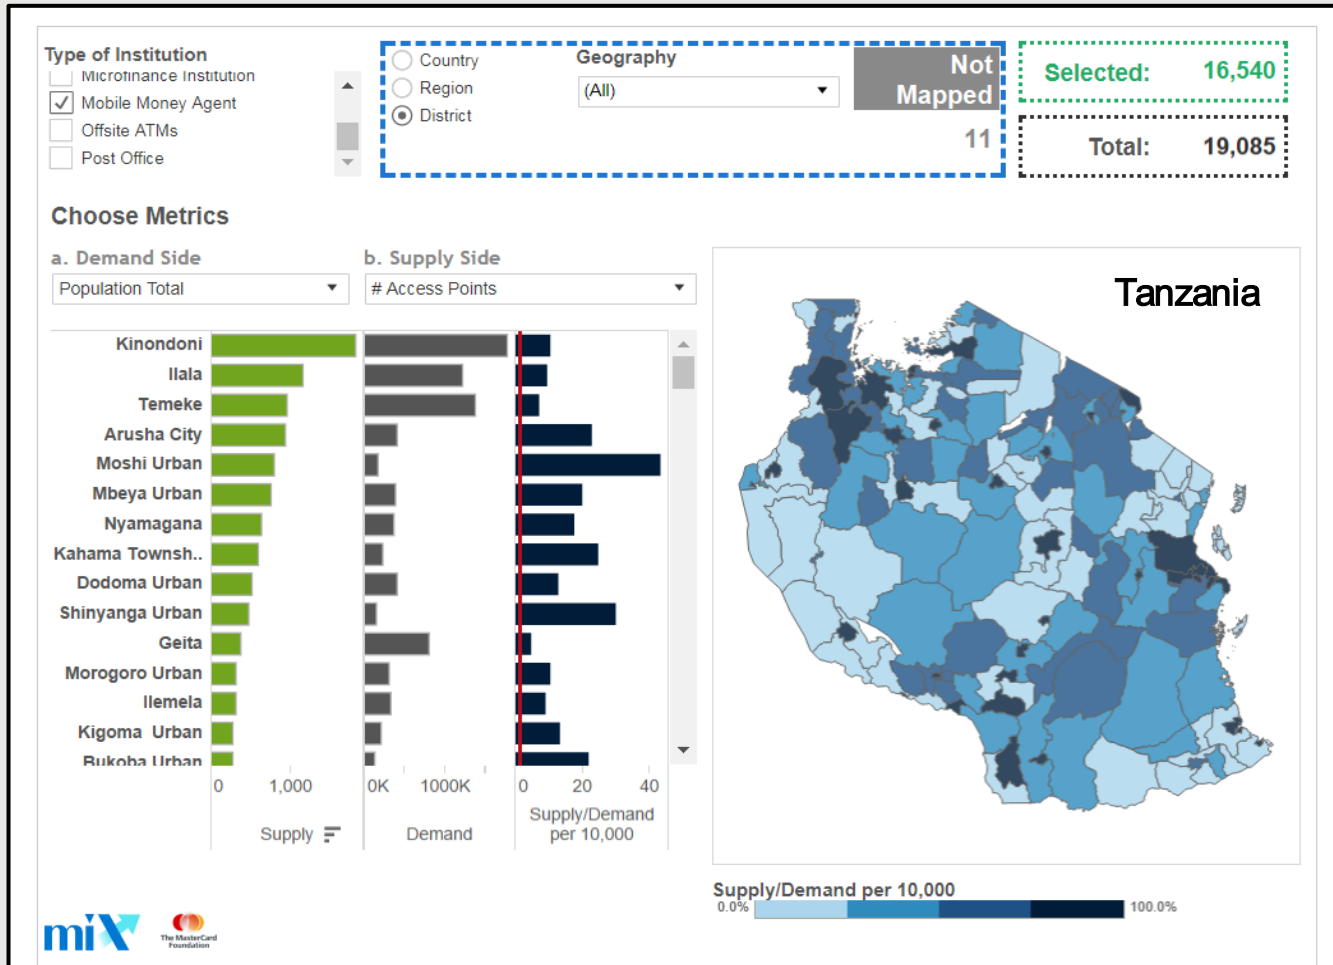 Type of Institution
Microfinance Institution
Mobile Money Agent
Offsite ATMs
Post Office
Country
Region
District
Geography
(All)
Not
Mapped
11
Selected: 16,540
Total: 19,085
Choose Metrics
a. Demand Side
Population Total
b. Supply Side
# Access Points
Kinondoni
Ilala
Temeke
Arusha City
Moshi Urban
Mbeya Urban
Nyamagana
Kahama Townsh..
Dodoma Urban
Shinyanga Urban
Geita
Morogoro Urban
Ilemela
Kigoma Urban
Bukoba Urban
0 1,000
Supply
0K 1000K
Demand
0 20 40
Supply/Demand
per 10,000
Tanzania
Supply/Demand per 10,000
0.0% 100.0%
miX
The MasterCard
Foundation